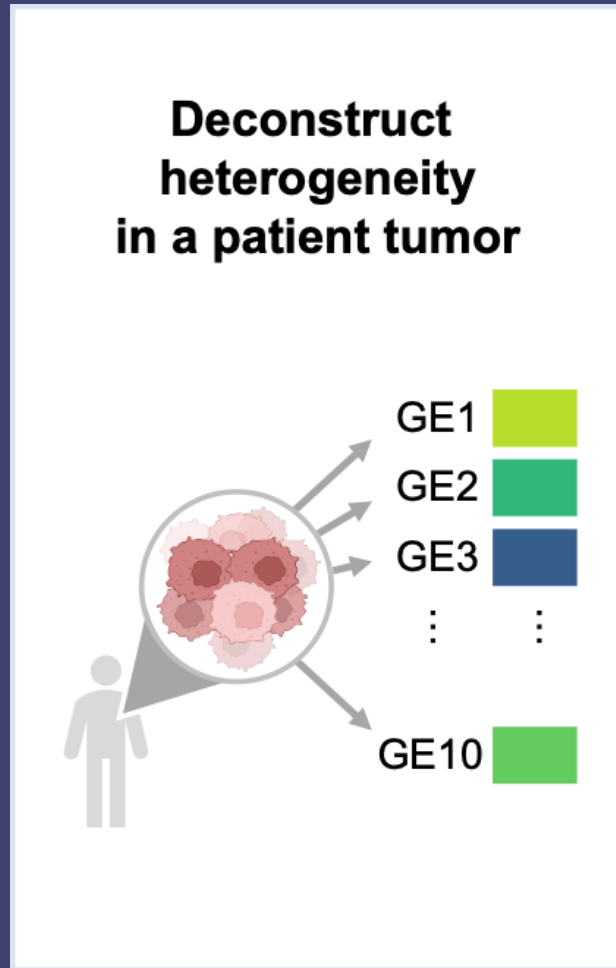 Deconstruct
heterogeneity
in a patient tumor
GE1
GE2
GE3
⋮ ⋮
GE10